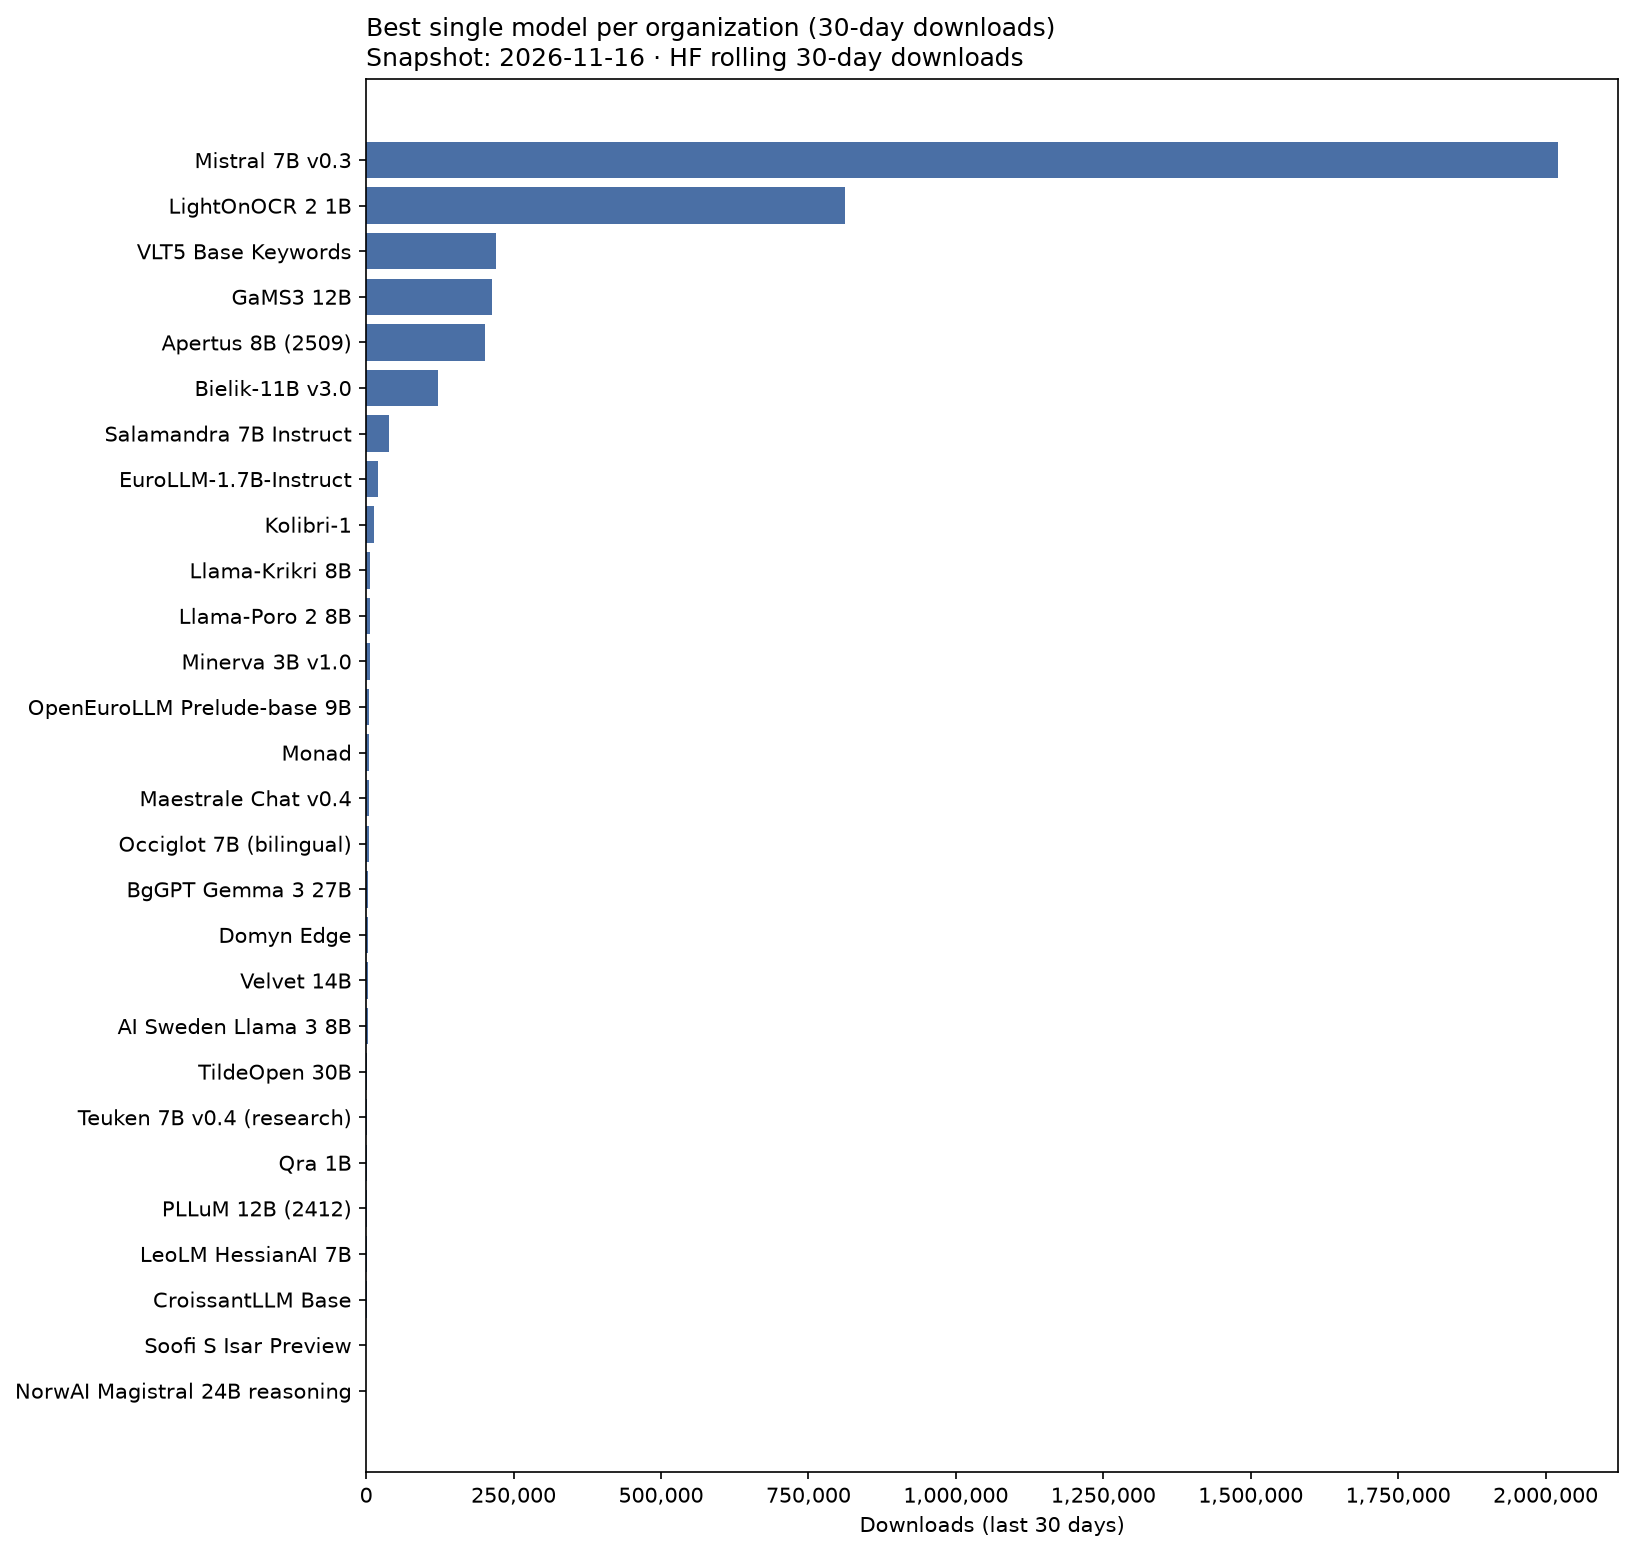 Best single model per organization (30-day downloads)
Snapshot: 2026-11-16 · HF rolling 30-day downloads
Mistral 7B v0.3
LightOnOCR 2 1B
VLT5 Base Keywords
GaMS3 12B
Apertus 8B (2509)
Bielik-11B v3.0
Salamandra 7B Instruct
EuroLLM-1.7B-Instruct
Kolibri-1
Llama-Krikri 8B
Llama-Poro 2 8B
Minerva 3B v1.0
OpenEuroLLM Prelude-base 9B
Monad
Maestrale Chat v0.4
Occiglot 7B (bilingual)
BgGPT Gemma 3 27B
Domyn Edge
Velvet 14B
AI Sweden Llama 3 8B
TildeOpen 30B
Teuken 7B v0.4 (research)
Qra 1B
PLLuM 12B (2412)
LeoLM HessianAI 7B
CroissantLLM Base
Soofi S Isar Preview
NorwAI Magistral 24B reasoning
0 250,000 500,000 750,000 1,000,000 1,250,000 1,500,000 1,750,000 2,000,000
Downloads (last 30 days)